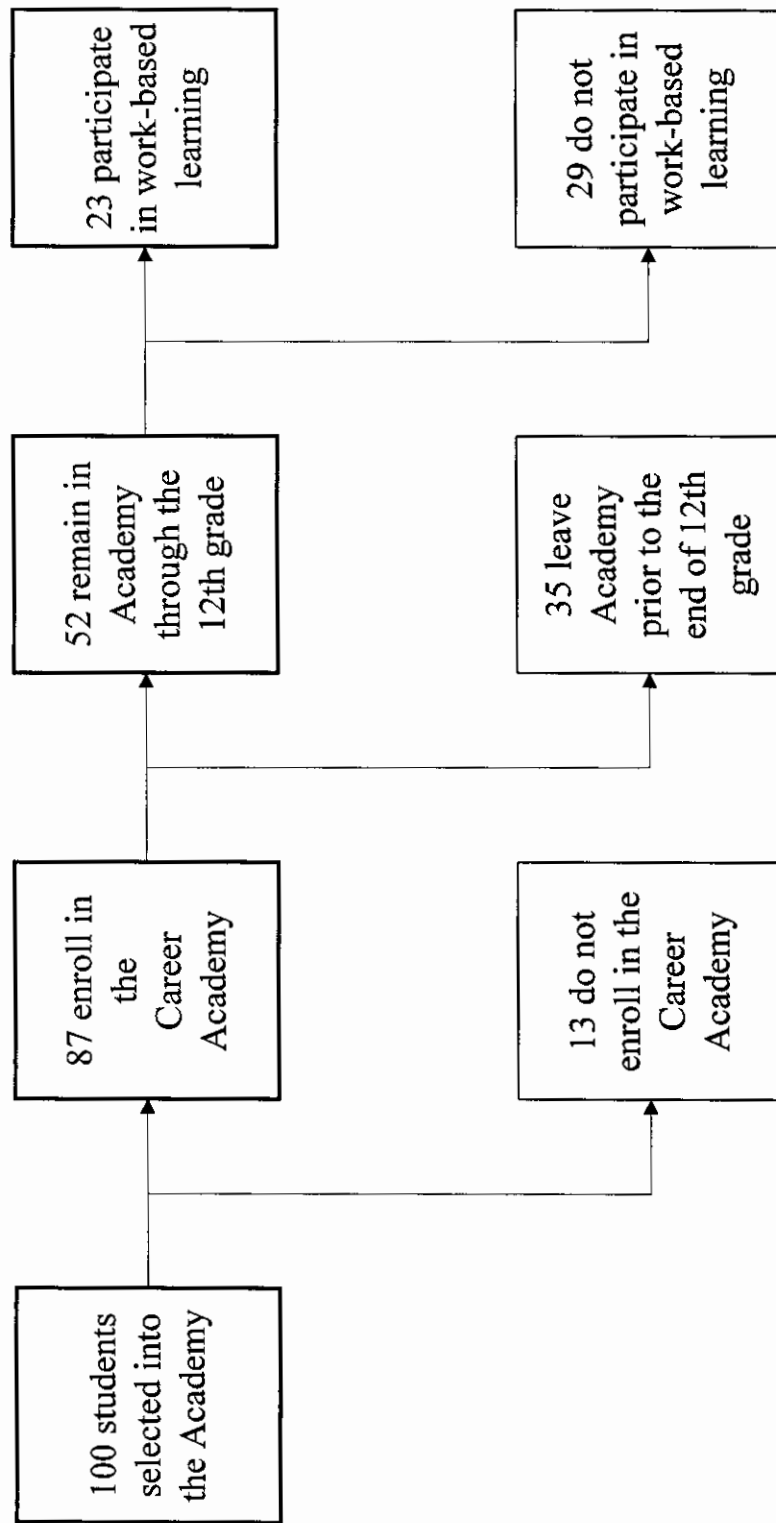 100 students
selected into
the Academy
87 enroll in
the
Career
Academy
13 do not
enroll in the
Career
Academy
52 remain in
Academy
through the
12th grade
35 leave
Academy
prior to the
end of 12th
grade
23 participate
in work-based
learning
29 do not
participate in
work-based
learning